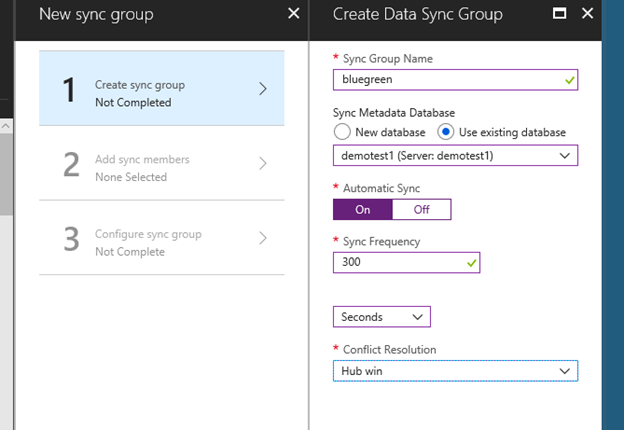 New sync group
1
Create sync group
Not Completed
2
Add sync members
None Selected
3
Configure sync group
Not Complete
Create Data Sync Group
* Sync Group Name
bluegreen
Sync Metadata Database
New database Use existing database
demotest1 (Server: demotest1)
* Automatic Sync
On Off
* Sync Frequency
300
Seconds
* Conflict Resolution
Hub win